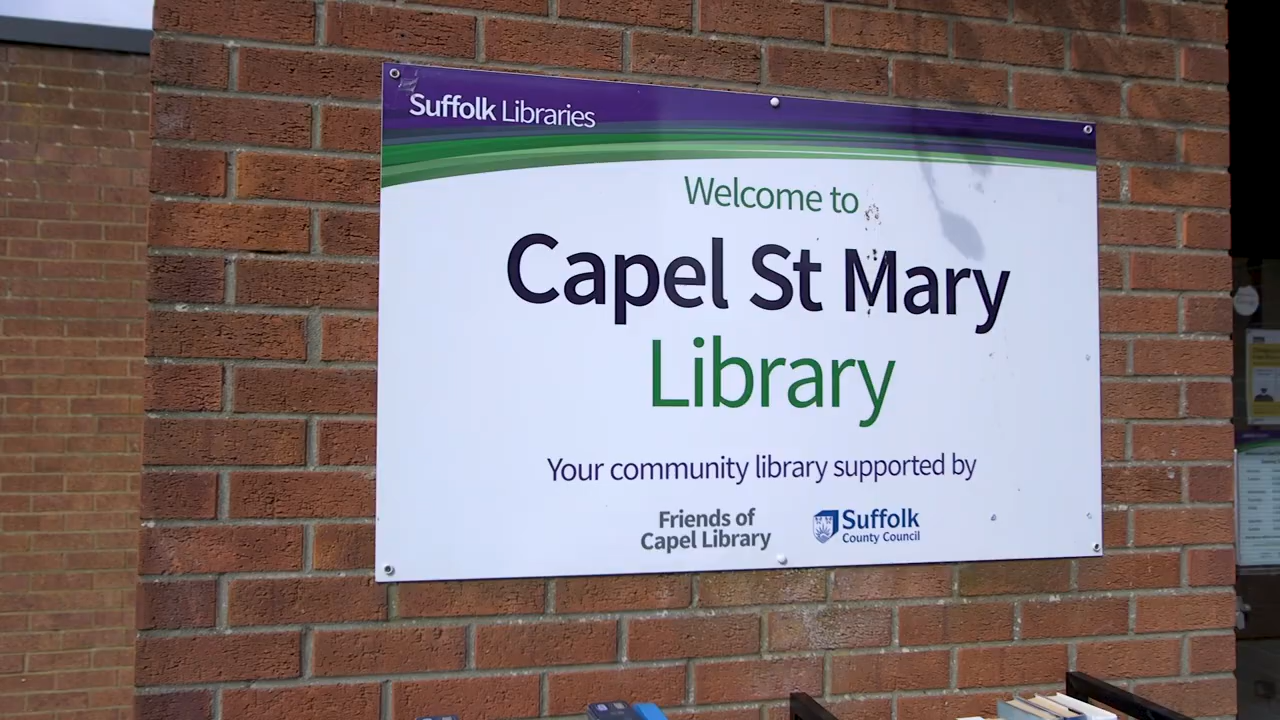 Suffolk Libraries
Welcome to
Capel St Mary
Library
Your community library supported by
Friends of
Capel Library
Suffolk
County Council